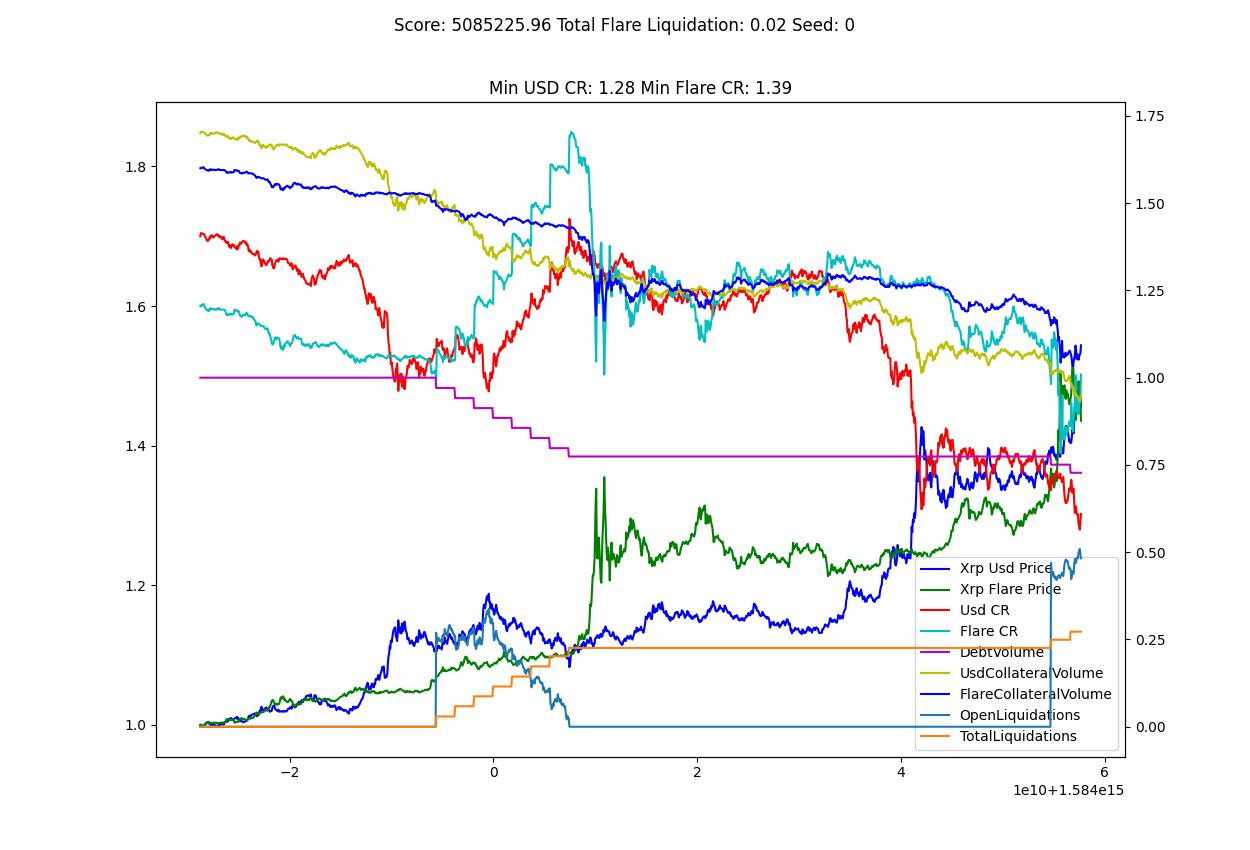 Score: 5085225.96 Total Flare Liquidation: 0.02 Seed: 0
Min USD CR: 1.28 Min Flare CR: 1.39
1.8
1.6
1.4
1.2
1.0
1.75
1.50
1.25
1.00
0.75
0.50
0.25
0.00
Xrp Usd Price
Xrp Flare Price
Usd CR
Flare CR
DebtVolume
UsdCollateralVolume
FlareCollateralVolume
OpenLiquidations
TotalLiquidations
−2 0 2 4 6
1e10+1.584e15